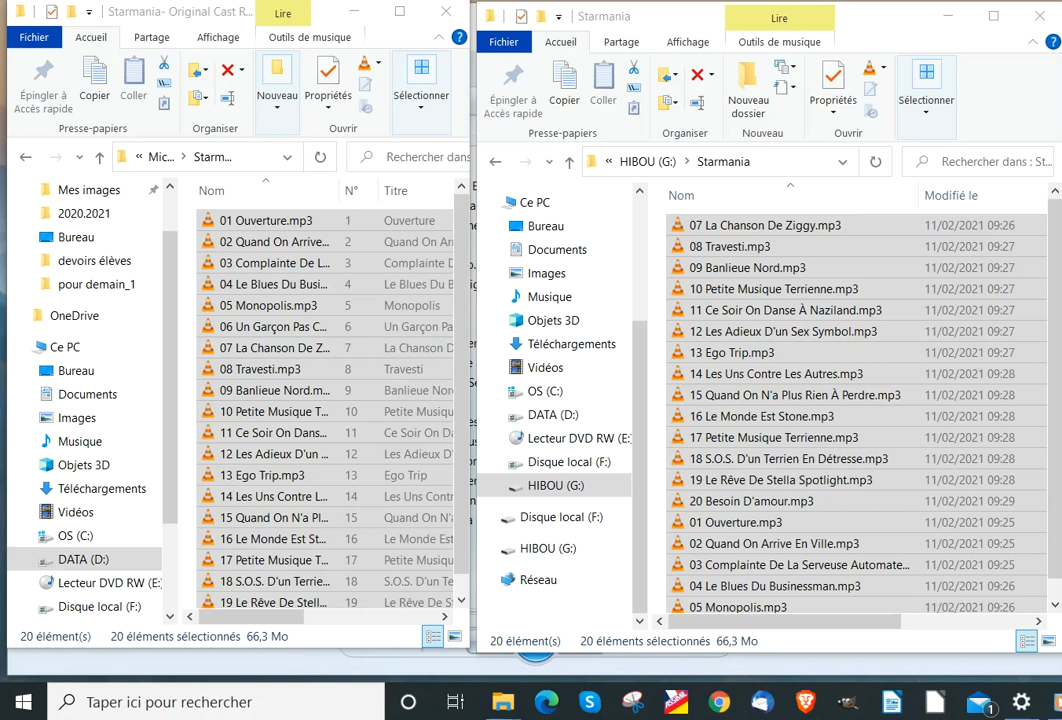 Starmania- Original Cast R...
Lire
Fichier Accueil Partage Affichage Outils de musique
Épingler à Accès rapide Copier Coller Nouveau Propriétés Sélectionner
Presse-papiers Organiser Ouvrir
« Mic... > Starm... Rechercher dans
Nom N° Titre
Mes images
2020.2021
Bureau
devoirs élèves
pour demain_1
OneDrive
Ce PC
Bureau
Documents
Images
Musique
Objets 3D
Téléchargements
Vidéos
OS (C:)
DATA (D:)
Lecteur DVD RW (E:
Disque local (F:)
01 Ouverture.mp3 1 Ouverture
02 Quand On Arrive... 2 Quand On Ar
03 Complainte De L... 3 Complainte D
04 Le Blues Du Busi... 4 Le Blues Du
05 Monopolis.mp3 5 Monopolis
06 Un Garçon Pas C... 6 Un Garçon P
07 La Chanson De Z... 7 La Chanson
08 Travesti.mp3 8 Travesti
09 Banlieue Nord.m... 9 Banlieue Nor
10 Petite Musique T... 10 Petite Musiq
11 Ce Soir On Dans... 11 Ce Soir On D
12 Les Adieux D'un ... 12 Les Adieux D
13 Ego Trip.mp3 13 Ego Trip
14 Les Uns Contre L... 14 Les Uns Cont
15 Quand On N'a Pl... 15 Quand On N
16 Le Monde Est St... 16 Le Monde Es
17 Petite Musique T... 17 Petite Musiq
18 S.O.S. D'un Terrie... 18 S.O.S. D'un T
19 Le Rêve De Stell... 19 Le Rêve De S
20 élément(s) 20 éléments sélectionnés 66,3 Mo
Starmania
Lire
Fichier Accueil Partage Affichage Outils de musique
Épingler à Accès rapide Copier Coller Nouveau dossier Propriétés Sélectionner
Presse-papiers Organiser Nouveau Ouvrir
« HIBOU (G:) > Starmania Rechercher dans : St...
Nom Modifié le
Ce PC
Bureau
Documents
Images
Musique
Objets 3D
Téléchargements
Vidéos
OS (C:)
DATA (D:)
Lecteur DVD RW (E:
Disque local (F:)
HIBOU (G:)
Disque local (F:)
HIBOU (G:)
Réseau
07 La Chanson De Ziggy.mp3 11/02/2021 09:26
08 Travesti.mp3 11/02/2021 09:27
09 Banlieue Nord.mp3 11/02/2021 09:27
10 Petite Musique Terrienne.mp3 11/02/2021 09:27
11 Ce Soir On Danse À Naziland.mp3 11/02/2021 09:27
12 Les Adieux D'un Sex Symbol.mp3 11/02/2021 09:27
13 Ego Trip.mp3 11/02/2021 09:27
14 Les Uns Contre Les Autres.mp3 11/02/2021 09:28
15 Quand On N'a Plus Rien À Perdre.mp3 11/02/2021 09:28
16 Le Monde Est Stone.mp3 11/02/2021 09:28
17 Petite Musique Terrienne.mp3 11/02/2021 09:28
18 S.O.S. D'un Terrien En Détresse.mp3 11/02/2021 09:28
19 Le Rêve De Stella Spotlight.mp3 11/02/2021 09:28
20 Besoin D'amour.mp3 11/02/2021 09:29
01 Ouverture.mp3 11/02/2021 09:25
02 Quand On Arrive En Ville.mp3 11/02/2021 09:25
03 Complainte De La Serveuse Automate... 11/02/2021 09:25
04 Le Blues Du Businessman.mp3 11/02/2021 09:26
05 Monopolis.mp3 11/02/2021 09:26
20 élément(s) 20 éléments sélectionnés 66,3 Mo
Taper ici pour rechercher
1